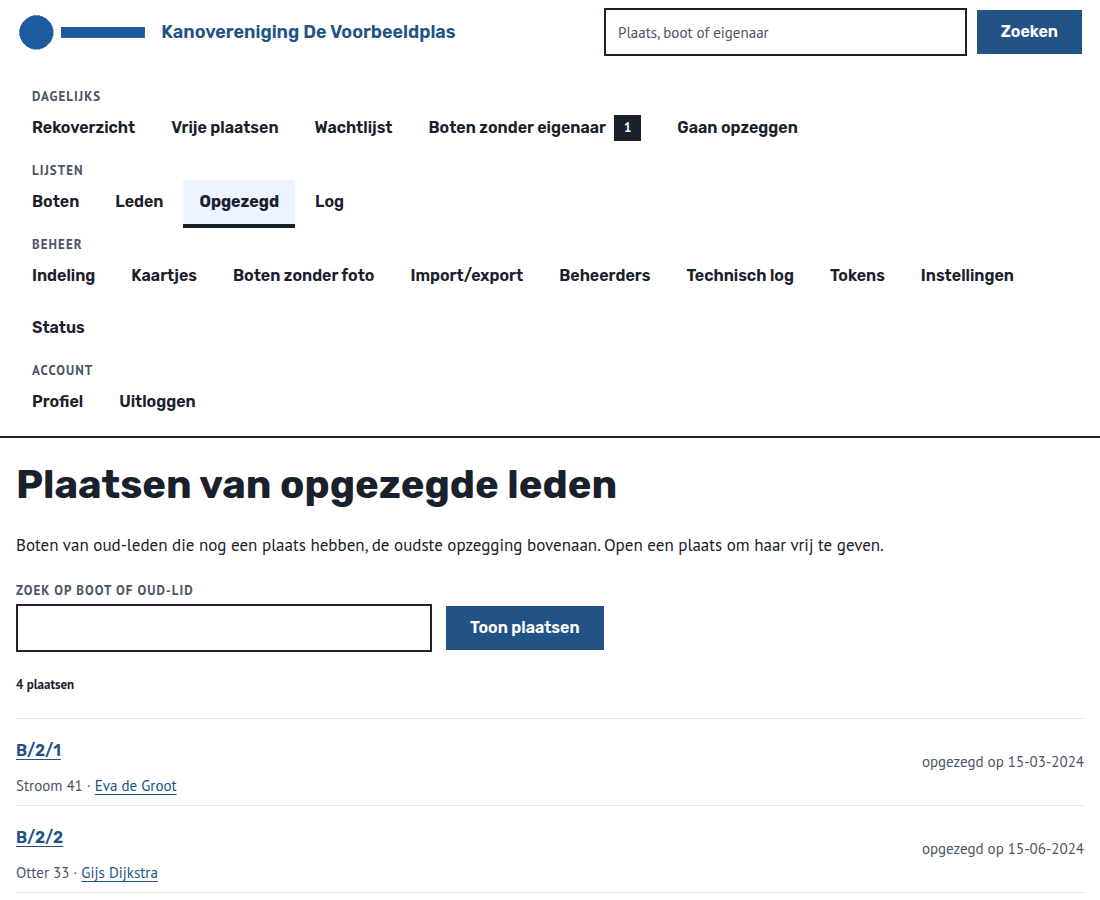 Kanovereniging De Voorbeeldplas
Plaats, boot of eigenaar
Zoeken
DAGELIJKS
Rekoverzicht Vrije plaatsen Wachtlijst Boten zonder eigenaar 1 Gaan opzeggen
LIJSTEN
Boten Leden Opgezegd Log
BEHEER
Indeling Kaartjes Boten zonder foto Import/export Beheerders Technisch log Tokens Instellingen
Status
ACCOUNT
Profiel Uitloggen
Plaatsen van opgezegde leden
Boten van oud-leden die nog een plaats hebben, de oudste opzegging bovenaan. Open een plaats om haar vrij te geven.
ZOEK OP BOOT OF OUD-LID
Toon plaatsen
4 plaatsen
B/2/1
opgezegd op 15-03-2024
Stroom 41 · Eva de Groot
B/2/2
opgezegd op 15-06-2024
Otter 33 · Gijs Dijkstra